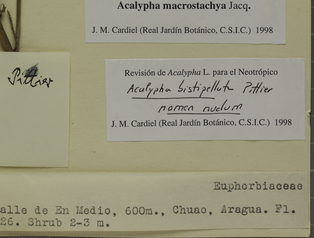 Acalypha macrostachya Jacq.
J. M. Cardiel (Real Jardín Botánico, C.S.I.C.) 1998
Pittier
Revisión de Acalypha L. para el Neotrópico
Acalypha bistipellata Pittier
nomen nudum
J. M. Cardiel (Real Jardín Botánico, C.S.I.C.) 1998
Euphorbiaceae
alle de En Medio, 600m., Chuao, Aragua. Fl.
26. Shrub 2-3 m.